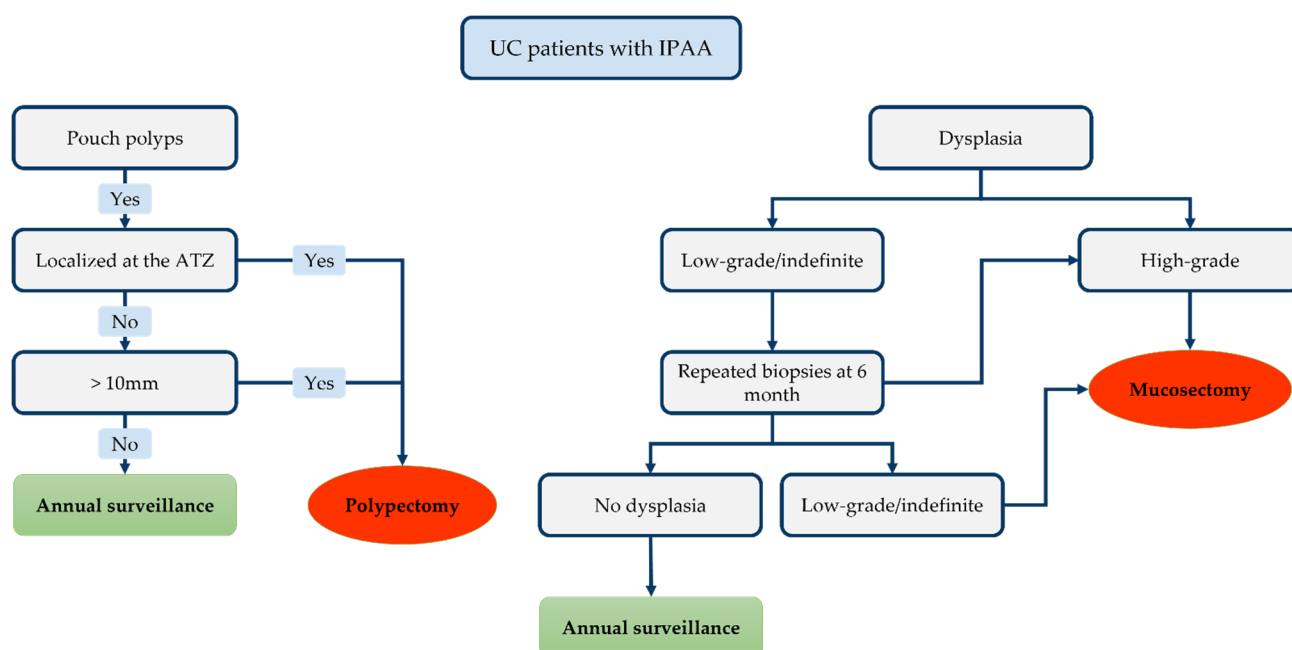 UC patients with IPAA
Pouch polyps
Yes
Localized at the ATZ
Yes
No
> 10mm
Yes
No
Annual surveillance
Polypectomy
Dysplasia
Low-grade/indefinite
High-grade
Repeated biopsies at 6
month
Mucosectomy
No dysplasia
Low-grade/indefinite
Annual surveillance